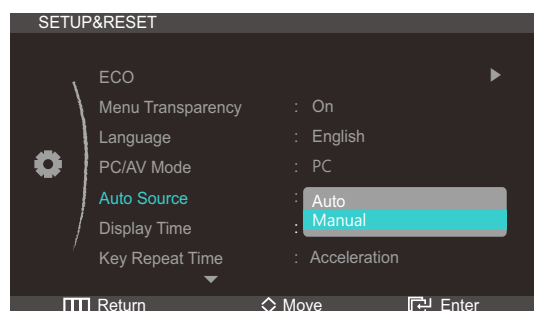 SETUP&RESET
ECO
Menu Transparency : On
Language : English
PC/AV Mode : PC
Auto Source : Auto
Manual
Display Time :
Key Repeat Time : Acceleration
Return Move Enter